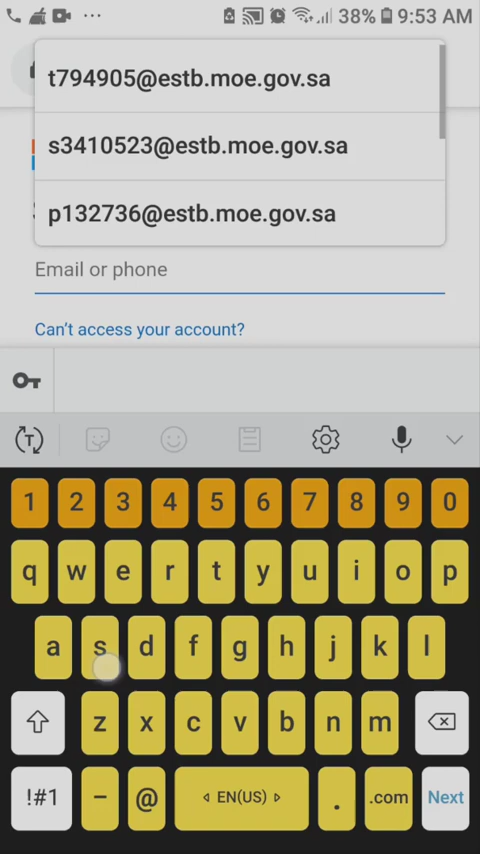 38% 9:53 AM
t794905@estb.moe.gov.sa
s3410523@estb.moe.gov.sa
p132736@estb.moe.gov.sa
Email or phone
Can't access your account?
T
1 2 3 4 5 6 7 8 9 0
q w e r t y u i o p
a s d f g h j k l
z x c v b n m
!#1 – @ EN(US) . .com Next